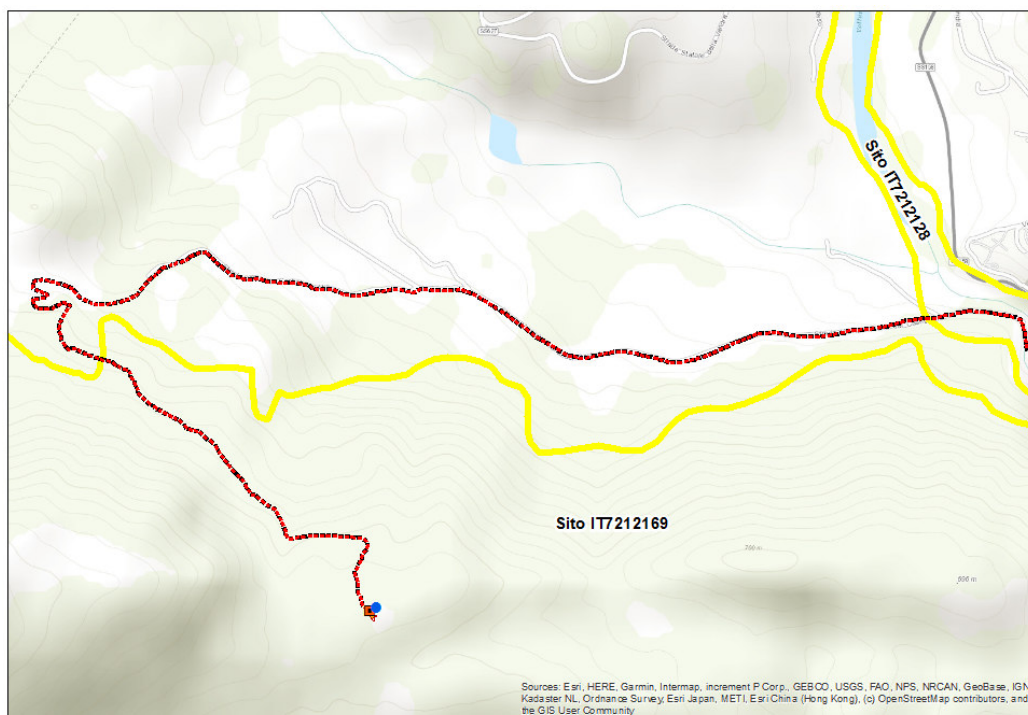 Sito IT7212128
Sito IT7212169
Sources: Esri, HERE, Garmin, Intermap, increment P Corp., GEBCO, USGS, FAO, NPS, NRCAN, GeoBase, IGN,
Kadaster NL, Ordnance Survey, Esri Japan, METI, Esri China (Hong Kong), (c) OpenStreetMap contributors, and
the GIS User Community